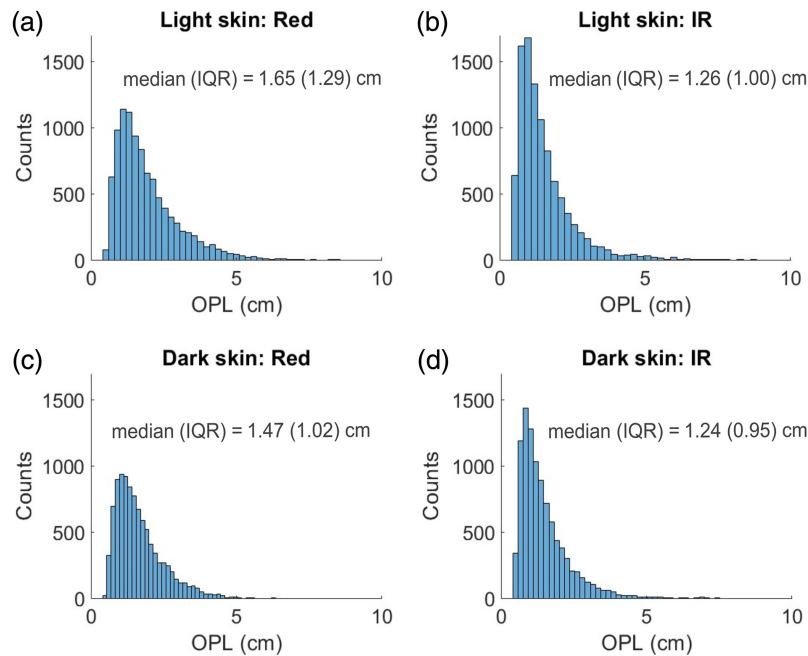 (a)
Light skin: Red
median (IQR) = 1.65 (1.29) cm
Counts
1500
1000
500
0
0 5 10
OPL (cm)
(b)
Light skin: IR
median (IQR) = 1.26 (1.00) cm
Counts
1500
1000
500
0
0 5 10
OPL (cm)
(c)
Dark skin: Red
median (IQR) = 1.47 (1.02) cm
Counts
1500
1000
500
0
0 5 10
OPL (cm)
(d)
Dark skin: IR
median (IQR) = 1.24 (0.95) cm
Counts
1500
1000
500
0
0 5 10
OPL (cm)